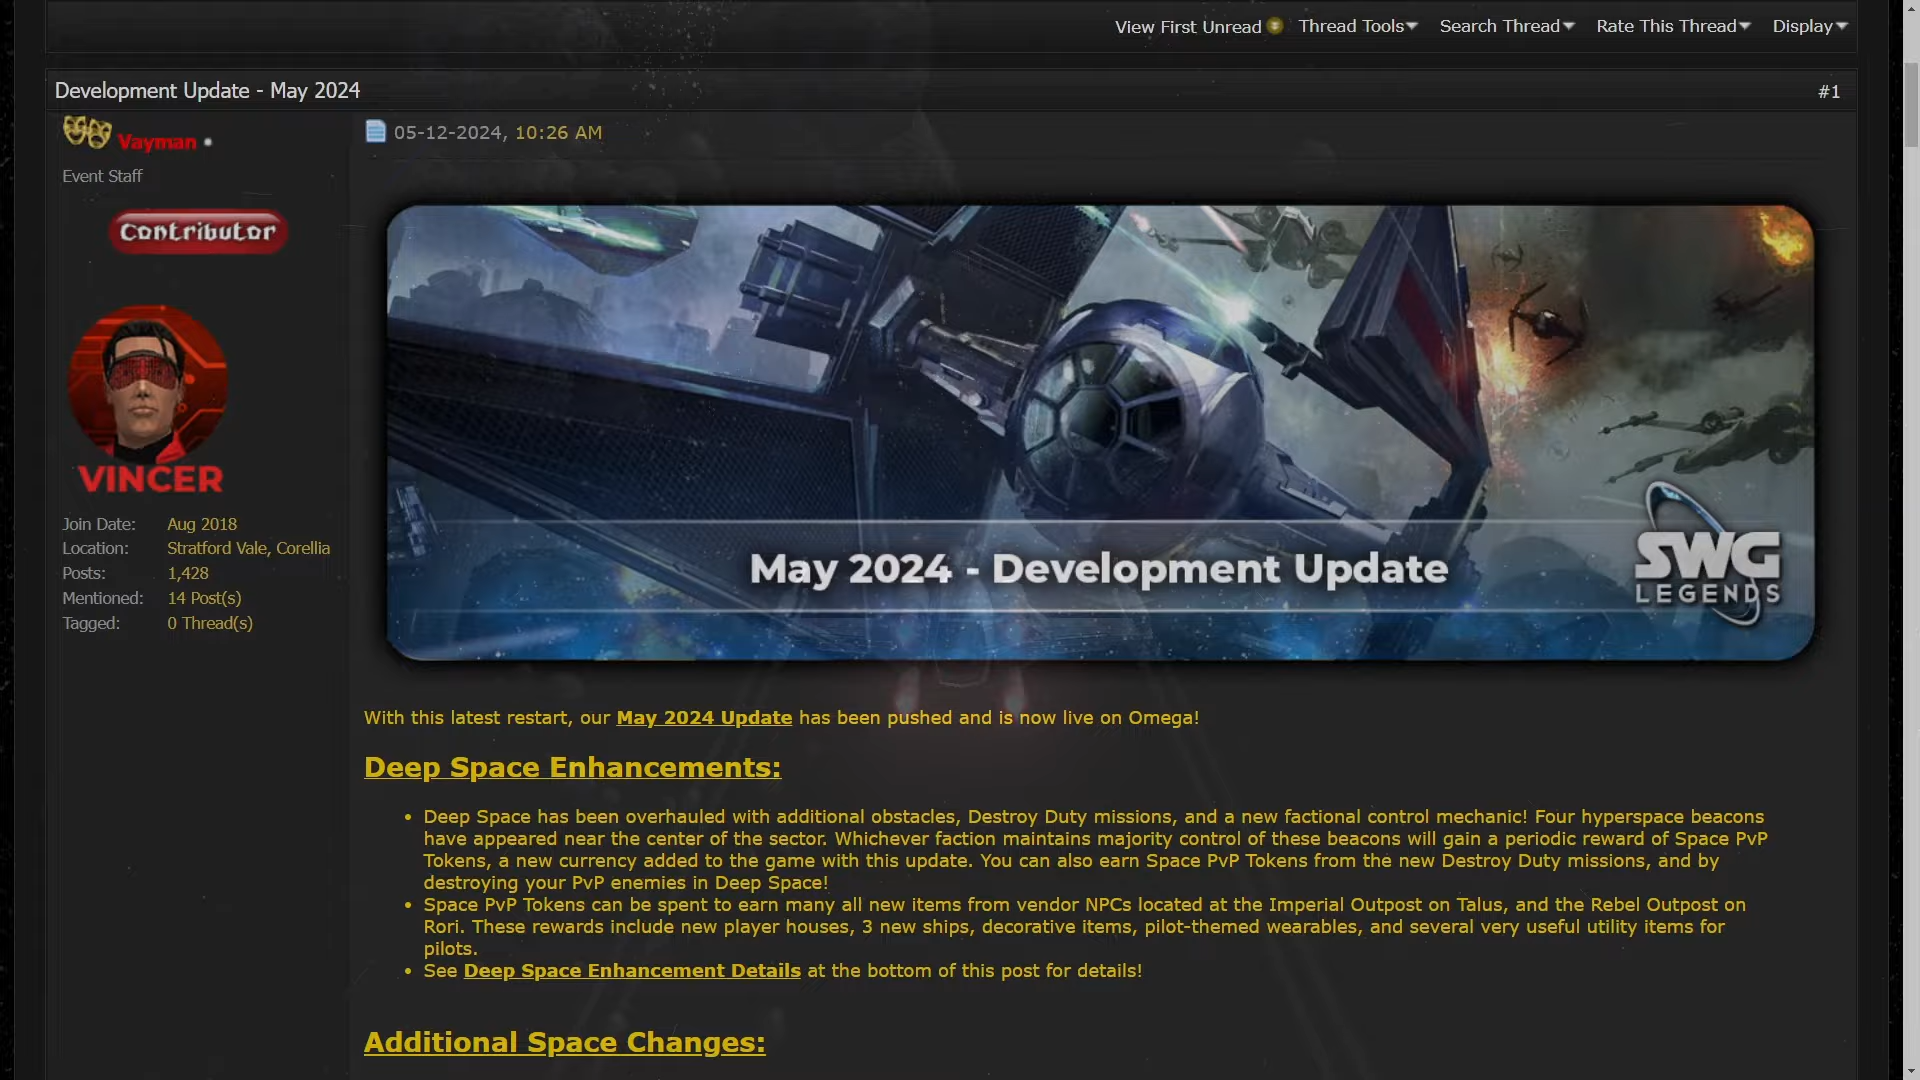 View First Unread Thread Tools Search Thread Rate This Thread Display
Development Update - May 2024 #1
Vayman
05-12-2024, 10:26 AM
Event Staff
Contributor
VINCER
Join Date: Aug 2018
Location: Stratford Vale, Corellia
Posts: 1,428
Mentioned: 14 Post(s)
Tagged: 0 Thread(s)
May 2024 - Development Update
SWG
LEGENDS
With this latest restart, our May 2024 Update has been pushed and is now live on Omega!
Deep Space Enhancements:
• Deep Space has been overhauled with additional obstacles, Destroy Duty missions, and a new factional control mechanic! Four hyperspace beacons
have appeared near the center of the sector. Whichever faction maintains majority control of these beacons will gain a periodic reward of Space PvP
Tokens, a new currency added to the game with this update. You can also earn Space PvP Tokens from the new Destroy Duty missions, and by
destroying your PvP enemies in Deep Space!
• Space PvP Tokens can be spent to earn many all new items from vendor NPCs located at the Imperial Outpost on Talus, and the Rebel Outpost on
Rori. These rewards include new player houses, 3 new ships, decorative items, pilot-themed wearables, and several very useful utility items for
pilots.
• See Deep Space Enhancement Details at the bottom of this post for details!
Additional Space Changes: